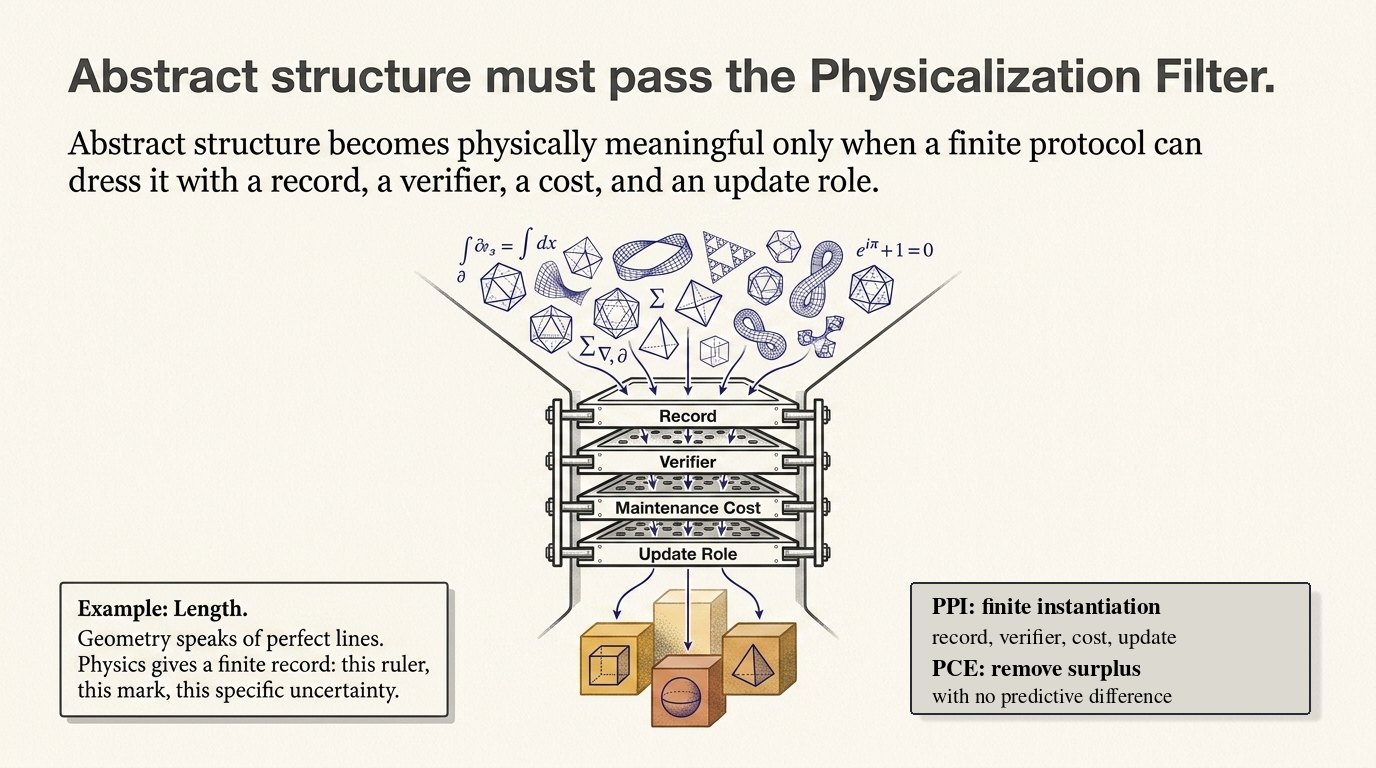 Abstract structure must pass the Physicalization Filter.
Abstract structure becomes physically meaningful only when a finite protocol can
dress it with a record, a verifier, a cost, and an update role.
e^{iπ}+1=0
Σ
Σ∇,∂
Record
Verifier
Maintenance Cost
Update Role
Example: Length.
Geometry speaks of perfect lines.
Physics gives a finite record: this ruler,
this mark, this specific uncertainty.
PPI: finite instantiation
record, verifier, cost, update
PCE: remove surplus
with no predictive difference